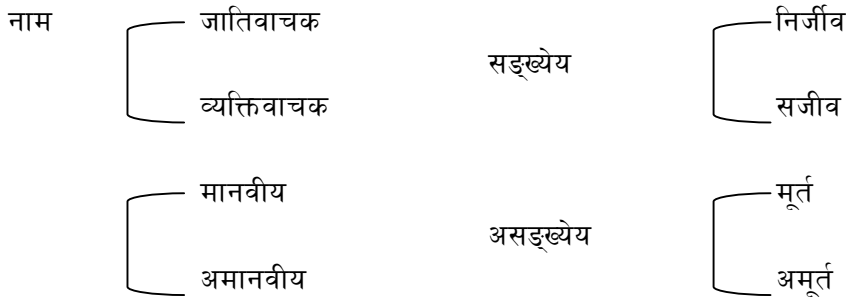 नाम जातिवाचक निर्जीव
सङ्ख्येय
व्यक्तिवाचक सजीव
मानवीय मूर्त
असङ्ख्येय
अमानवीय अमूर्त